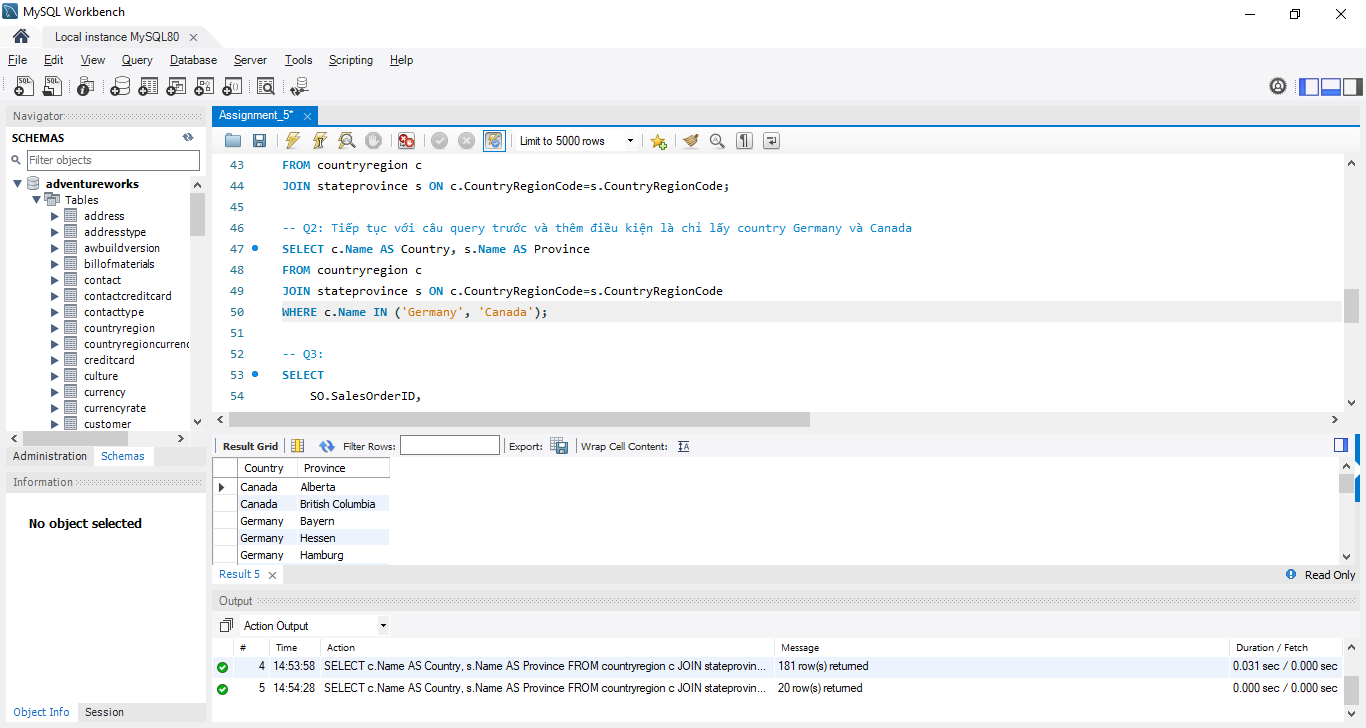 MySQL Workbench
Local instance MySQL80
File Edit View Query Database Server Tools Scripting Help
Navigator
SCHEMAS
Filter objects
adventureworks
Tables
address
addresstype
awbuildversion
billofmaterials
contact
contactcreditcard
contacttype
countryregion
countryregioncurrenc
creditcard
culture
currency
currencyrate
customer
Administration Schemas
Information
No object selected
Object Info Session
Assignment_5*
Limit to 5000 rows
43 FROM countryregion c
44 JOIN stateprovince s ON c.CountryRegionCode=s.CountryRegionCode;
45
46 -- Q2: Tiếp tục với câu query trước và thêm điều kiện là chỉ lấy country Germany và Canada
47 SELECT c.Name AS Country, s.Name AS Province
48 FROM countryregion c
49 JOIN stateprovince s ON c.CountryRegionCode=s.CountryRegionCode
50 WHERE c.Name IN ('Germany', 'Canada');
51
52 -- Q3:
53 SELECT
54 SO.SalesOrderID,
Result Grid Filter Rows: Export: Wrap Cell Content:
Country Province
Canada Alberta
Canada British Columbia
Germany Bayern
Germany Hessen
Germany Hamburg
Result 5 Read Only
Output
Action Output
# Time Action Message Duration / Fetch
4 14:53:58 SELECT c.Name AS Country, s.Name AS Province FROM countryregion c JOIN stateprovin... 181 row(s) returned 0.031 sec / 0.000 sec
5 14:54:28 SELECT c.Name AS Country, s.Name AS Province FROM countryregion c JOIN stateprovin... 20 row(s) returned 0.000 sec / 0.000 sec